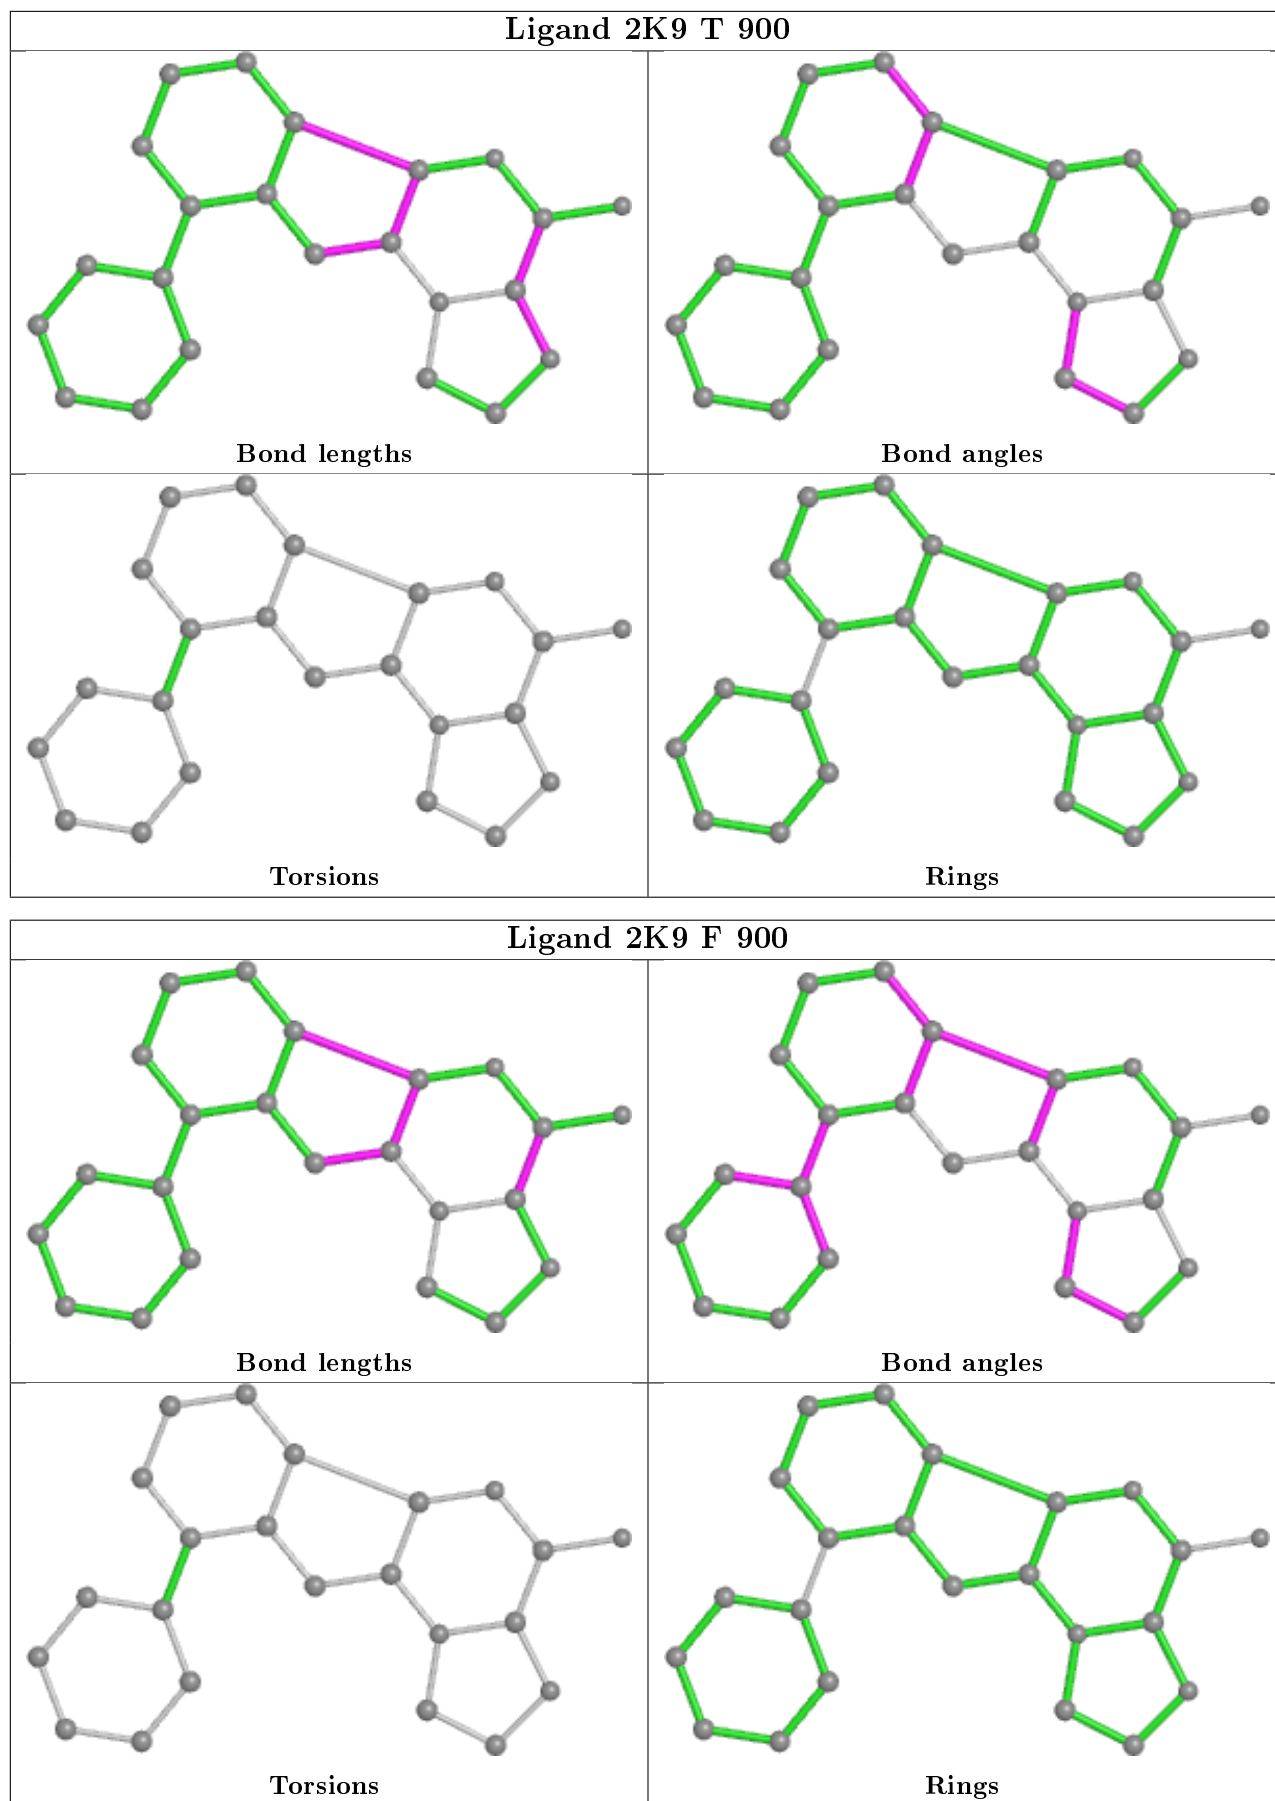 Ligand 2K9 T 900
Bond lengths
Bond angles
Torsions
Rings
Ligand 2K9 F 900
Bond lengths
Bond angles
Torsions
Rings